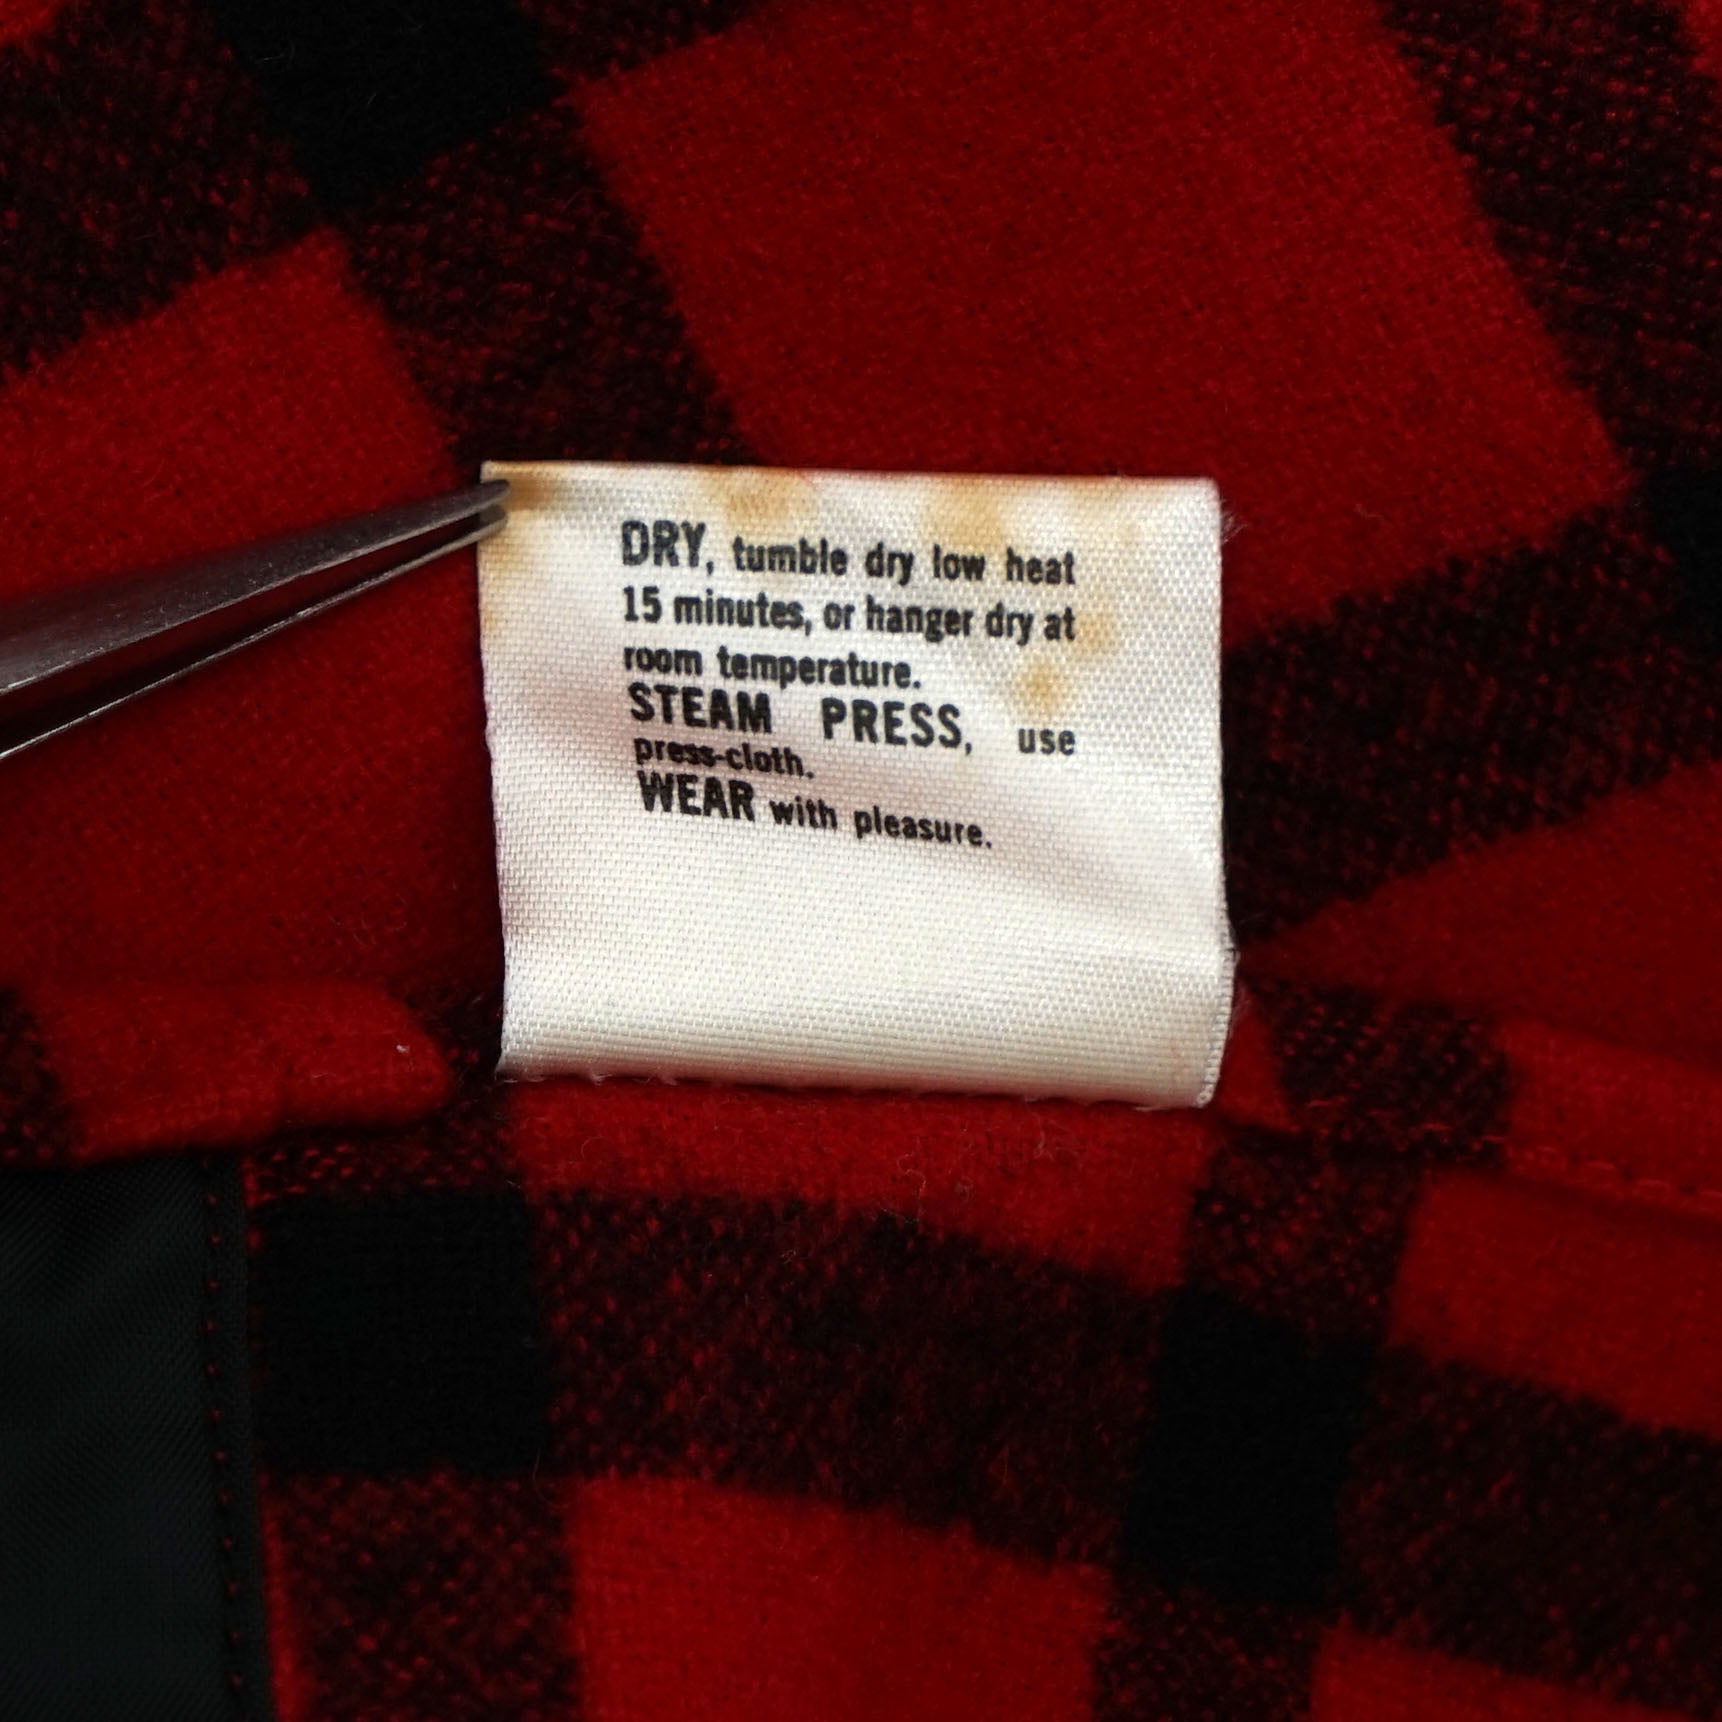 DRY, tumble dry low heat
15 minutes, or hanger dry at
room temperature.
STEAM PRESS, use
press-cloth.
WEAR with pleasure.